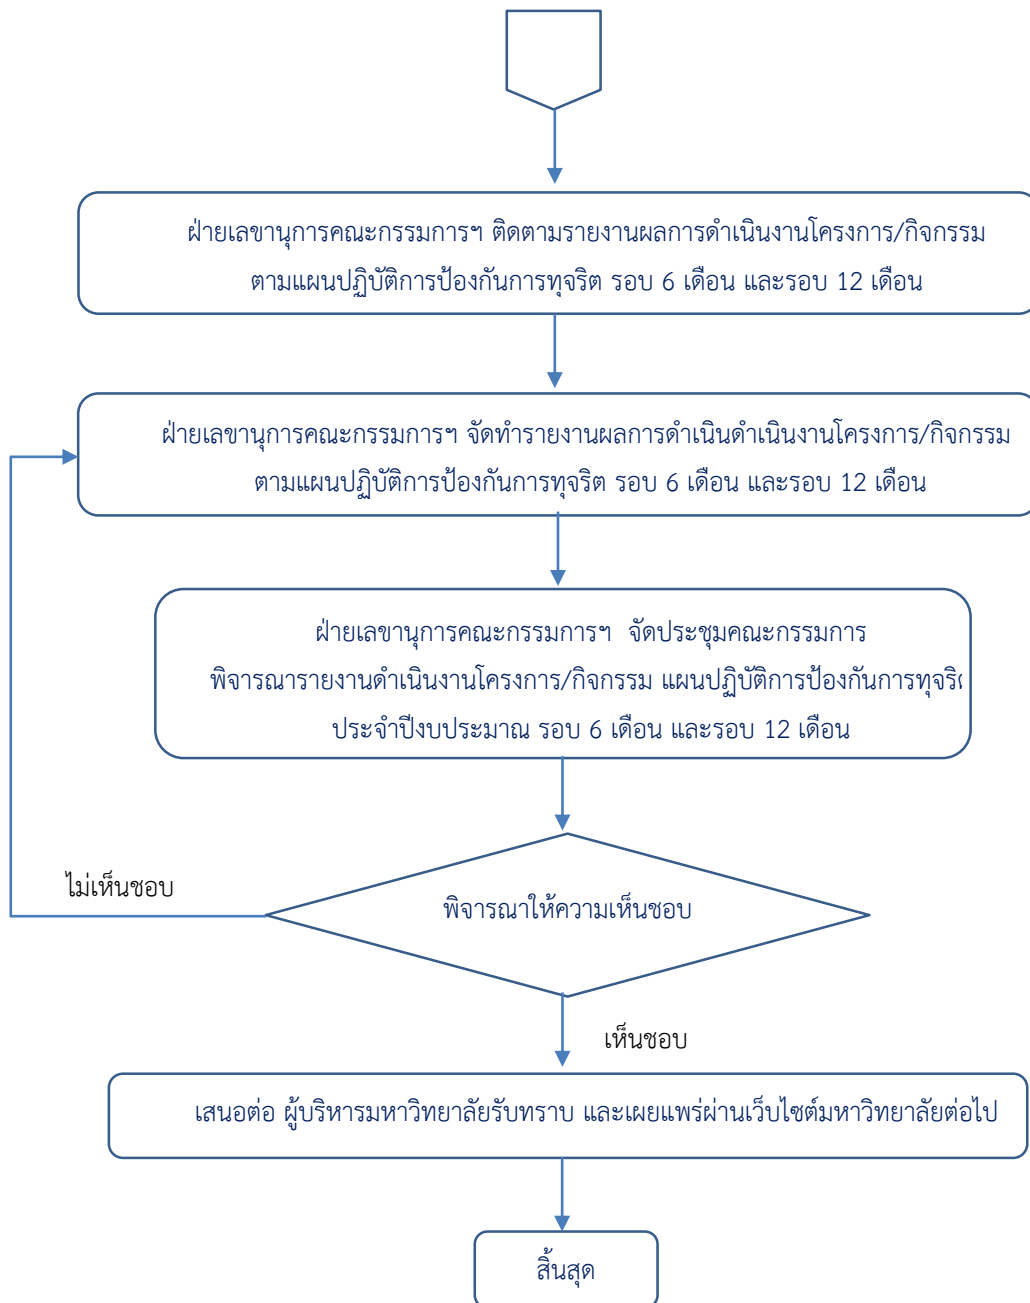 ฝ่ายเลขานุการคณะกรรมการฯ ติดตามรายงานผลการดำเนินงานโครงการ/กิจกรรม
ตามแผนปฏิบัติการป้องกันการทุจริต รอบ 6 เดือน และรอบ 12 เดือน
ฝ่ายเลขานุการคณะกรรมการฯ จัดทำรายงานผลการดำเนินดำเนินงานโครงการ/กิจกรรม
ตามแผนปฏิบัติการป้องกันการทุจริต รอบ 6 เดือน และรอบ 12 เดือน
ฝ่ายเลขานุการคณะกรรมการฯ จัดประชุมคณะกรรมการ
พิจารณารายงานดำเนินงานโครงการ/กิจกรรม แผนปฏิบัติการป้องกันการทุจริต
ประจำปีงบประมาณ รอบ 6 เดือน และรอบ 12 เดือน
ไม่เห็นชอบ
พิจารณาให้ความเห็นชอบ
เห็นชอบ
เสนอต่อ ผู้บริหารมหาวิทยาลัยรับทราบ และเผยแพร่ผ่านเว็บไซต์มหาวิทยาลัยต่อไป
สิ้นสุด